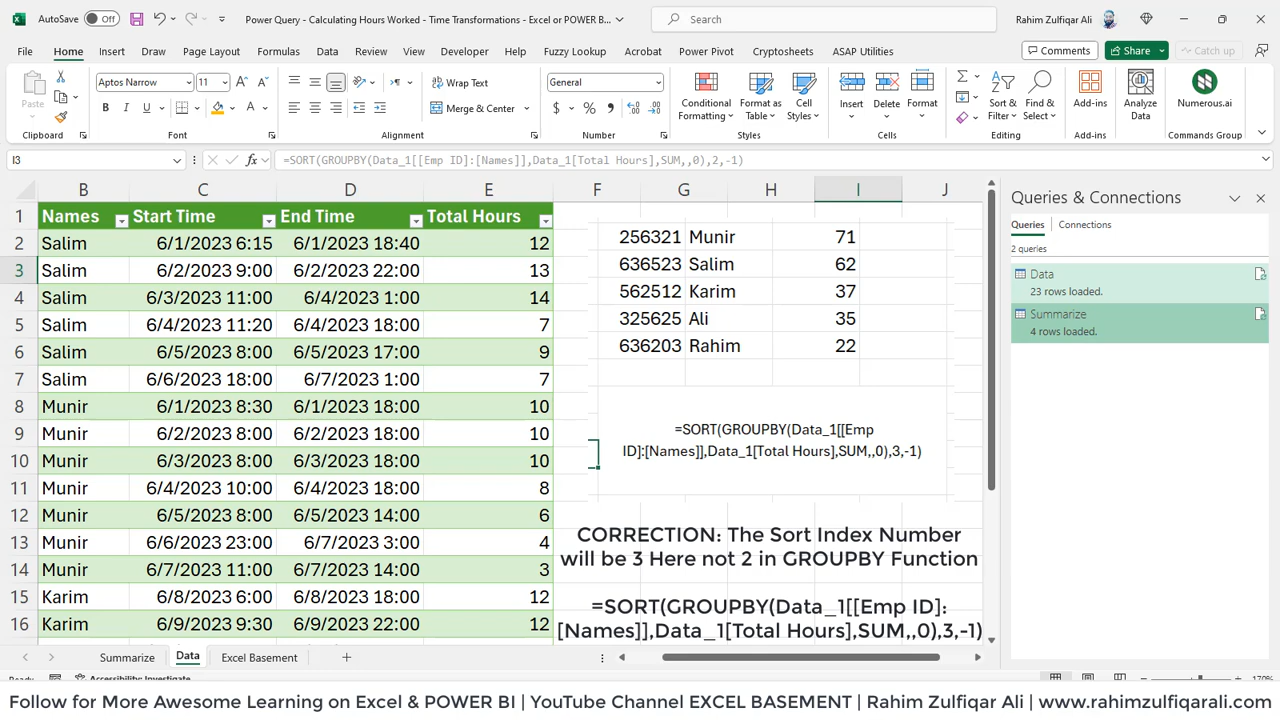 AutoSave Off
Power Query - Calculating Hours Worked - Time Transformations - Excel or POWER B...
Search
Rahim Zulfiqar Ali
File Home Insert Draw Page Layout Formulas Data Review View Developer Help Fuzzy Lookup Acrobat Power Pivot Cryptosheets ASAP Utilities
Comments Share Catch up
Paste
Clipboard
Aptos Narrow 11
B I U
Font
Wrap Text
Merge & Center
Alignment
General
$ % , 
Number
Conditional Formatting
Format as Table
Cell Styles
Styles
Insert Delete Format
Cells
Sort & Filter
Find & Select
Editing
Add-ins
Add-ins
Analyze Data
Numerous.ai
Commands Group
I3 fx =SORT(GROUPBY(Data_1[[Emp ID]:[Names]],Data_1[Total Hours],SUM,,0),2,-1)
B C D E F G H I J
1 Names Start Time End Time Total Hours
2 Salim 6/1/2023 6:15 6/1/2023 18:40 12
3 Salim 6/2/2023 9:00 6/2/2023 22:00 13
4 Salim 6/3/2023 11:00 6/4/2023 1:00 14
5 Salim 6/4/2023 11:20 6/4/2023 18:00 7
6 Salim 6/5/2023 8:00 6/5/2023 17:00 9
7 Salim 6/6/2023 18:00 6/7/2023 1:00 7
8 Munir 6/1/2023 8:30 6/1/2023 18:00 10
9 Munir 6/2/2023 8:00 6/2/2023 18:00 10
10 Munir 6/3/2023 8:00 6/3/2023 18:00 10
11 Munir 6/4/2023 10:00 6/4/2023 18:00 8
12 Munir 6/5/2023 8:00 6/5/2023 14:00 6
13 Munir 6/6/2023 23:00 6/7/2023 3:00 4
14 Munir 6/7/2023 11:00 6/7/2023 14:00 3
15 Karim 6/8/2023 6:00 6/8/2023 18:00 12
16 Karim 6/9/2023 9:30 6/9/2023 22:00 12
256321 Munir 71
636523 Salim 62
562512 Karim 37
325625 Ali 35
636203 Rahim 22
=SORT(GROUPBY(Data_1[[Emp
ID]:[Names]],Data_1[Total Hours],SUM,,0),3,-1)
CORRECTION: The Sort Index Number
will be 3 Here not 2 in GROUPBY Function
=SORT(GROUPBY(Data_1[[Emp ID]:
[Names]],Data_1[Total Hours],SUM,,0),3,-1)
Queries & Connections
Queries Connections
2 queries
Data
23 rows loaded.
Summarize
4 rows loaded.
Summarize Data Excel Basement
Ready Accessibility: Investigate 170%
Follow for More Awesome Learning on Excel & POWER BI | YouTube Channel EXCEL BASEMENT | Rahim Zulfiqar Ali | www.rahimzulfiqarali.com